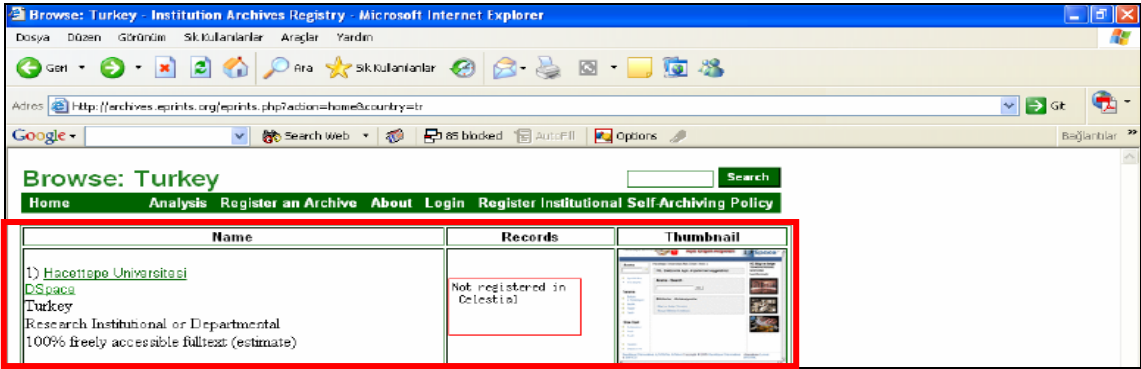 Browse: Turkey - Institution Archives Registry - Microsoft Internet Explorer
Dosya Düzen Görünüm Sık Kullanılanlar Araçlar Yardım
Geri Ara Sık Kullanılanlar
Adres http://archives.eprints.org/eprints.php?action=home&country=tr Git
Google Search Web 85 blocked AutoFill Options Bağlantılar
Browse: Turkey Search
Home Analysis Register an Archive About Login Register Institutional Self-Archiving Policy
Name Records Thumbnail
1) Hacettepe Universitesi
DSpace
Turkey
Research Institutional or Departmental
100% freely accessible fulltext (estimate)
Not registered in
Celestial